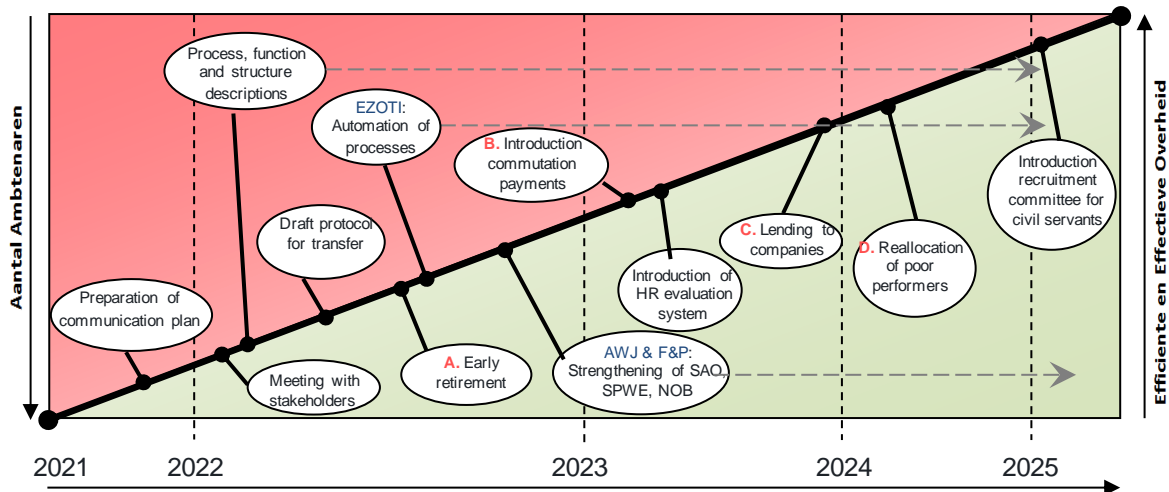 Aantal Ambtenaren
Process, function
and structure
descriptions
EZOTI:
Automation of
processes
B. Introduction
commutation
payments
Draft protocol
for transfer
Preparation of
communication plan
Meeting with
stakeholders
A. Early
retirement
AWJ & F&P:
Strengthening of SAO,
SPWE, NOB
Introduction of
HR evaluation
system
C. Lending to
companies
D. Reallocation
of poor
performers
Introduction
recruitment
committee for
civil servants
Efficiente en Effectieve Overheid
2021 2022 2023 2024 2025